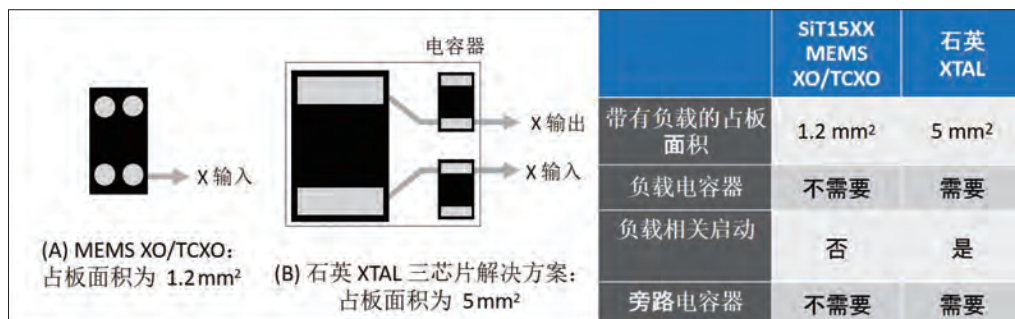 电容器
X 输出
X 输入
X 输入
(A) MEMS XO/TCXO：
占板面积为 1.2mm²
(B) 石英 XTAL 三芯片解决方案：
占板面积为 5mm²
SiT15XX
MEMS
XO/TCXO
石英
XTAL
带有负载的占板
面积
1.2 mm²
5 mm²
负载电容器
不需要
需要
负载相关启动
否
是
旁路电容器
不需要
需要